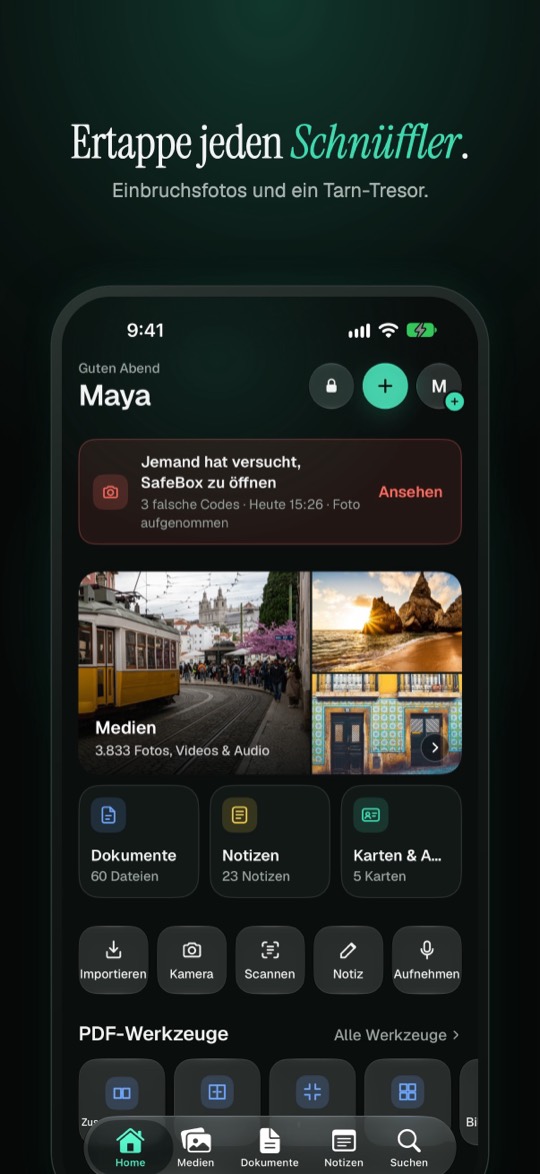 Ertappe jeden Schnüffler.
Einbruchsfotos und ein Tarn-Tresor.
9:41
Guten Abend
Maya
M
Jemand hat versucht,
SafeBox zu öffnen
3 falsche Codes · Heute 15:26 · Foto
aufgenommen
Ansehen
Medien
3.833 Fotos, Videos & Audio
Dokumente
60 Dateien
Notizen
23 Notizen
Karten & A...
5 Karten
Importieren
Kamera
Scannen
Notiz
Aufnehmen
PDF-Werkzeuge
Alle Werkzeuge
Home
Medien
Dokumente
Notizen
Suchen